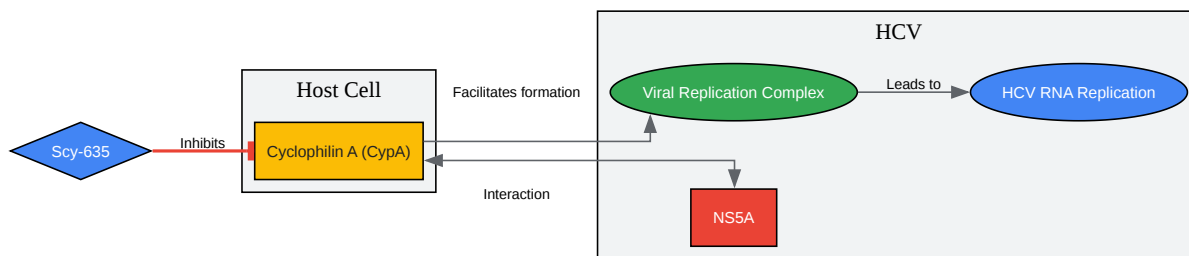 HCV
Host Cell
Facilitates formation
Viral Replication Complex
Leads to
HCV RNA Replication
Scy-635
Inhibits
Cyclophilin A (CypA)
Interaction
NS5A